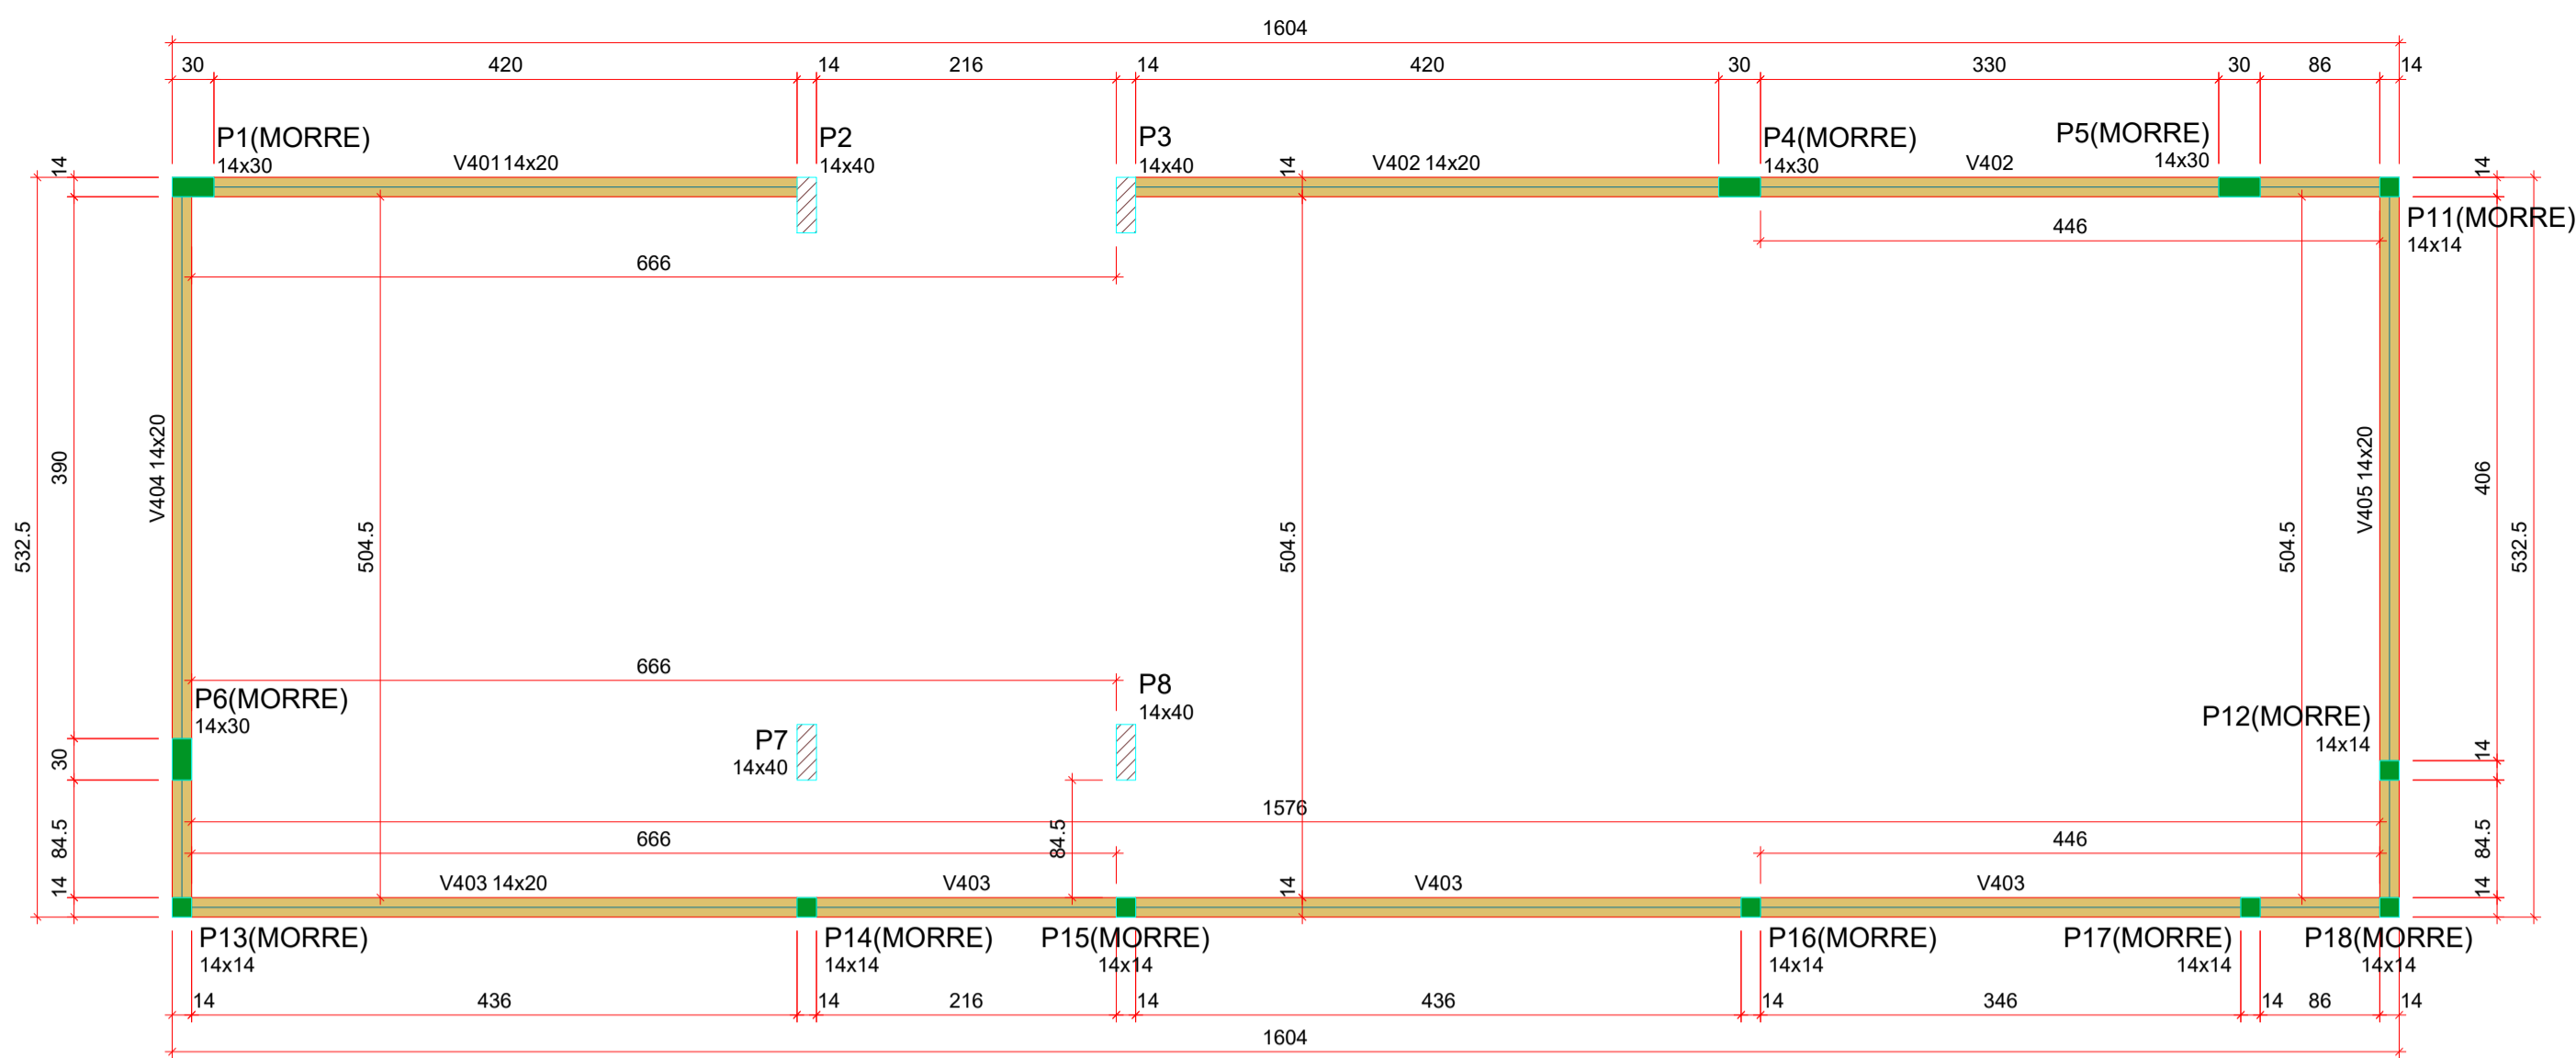 1604
30 420 14 216 14 420 30 330 30 86 14
P1(MORRE)
14x30
V401 14x20
P2
14x40
P3
14x40
14
V402 14x20
P4(MORRE)
14x30
V402
P5(MORRE)
14x30
14
14
P11(MORRE)
14x14
446
666
532.5
390
V404 14x20
504.5
504.5
504.5
V405 14x20
406
532.5
666
P6(MORRE)
14x30
P7
14x40
P8
14x40
P12(MORRE)
14x14
30
14
1576
84.5
666
84.5
446
84.5
14
V403 14x20
V403
14
V403
V403
14
P13(MORRE)
14x14
P14(MORRE)
14x14
P15(MORRE)
14x14
P16(MORRE)
14x14
P17(MORRE)
14x14
P18(MORRE)
14x14
14 436 14 216 14 436 14 346 14 86 14
1604